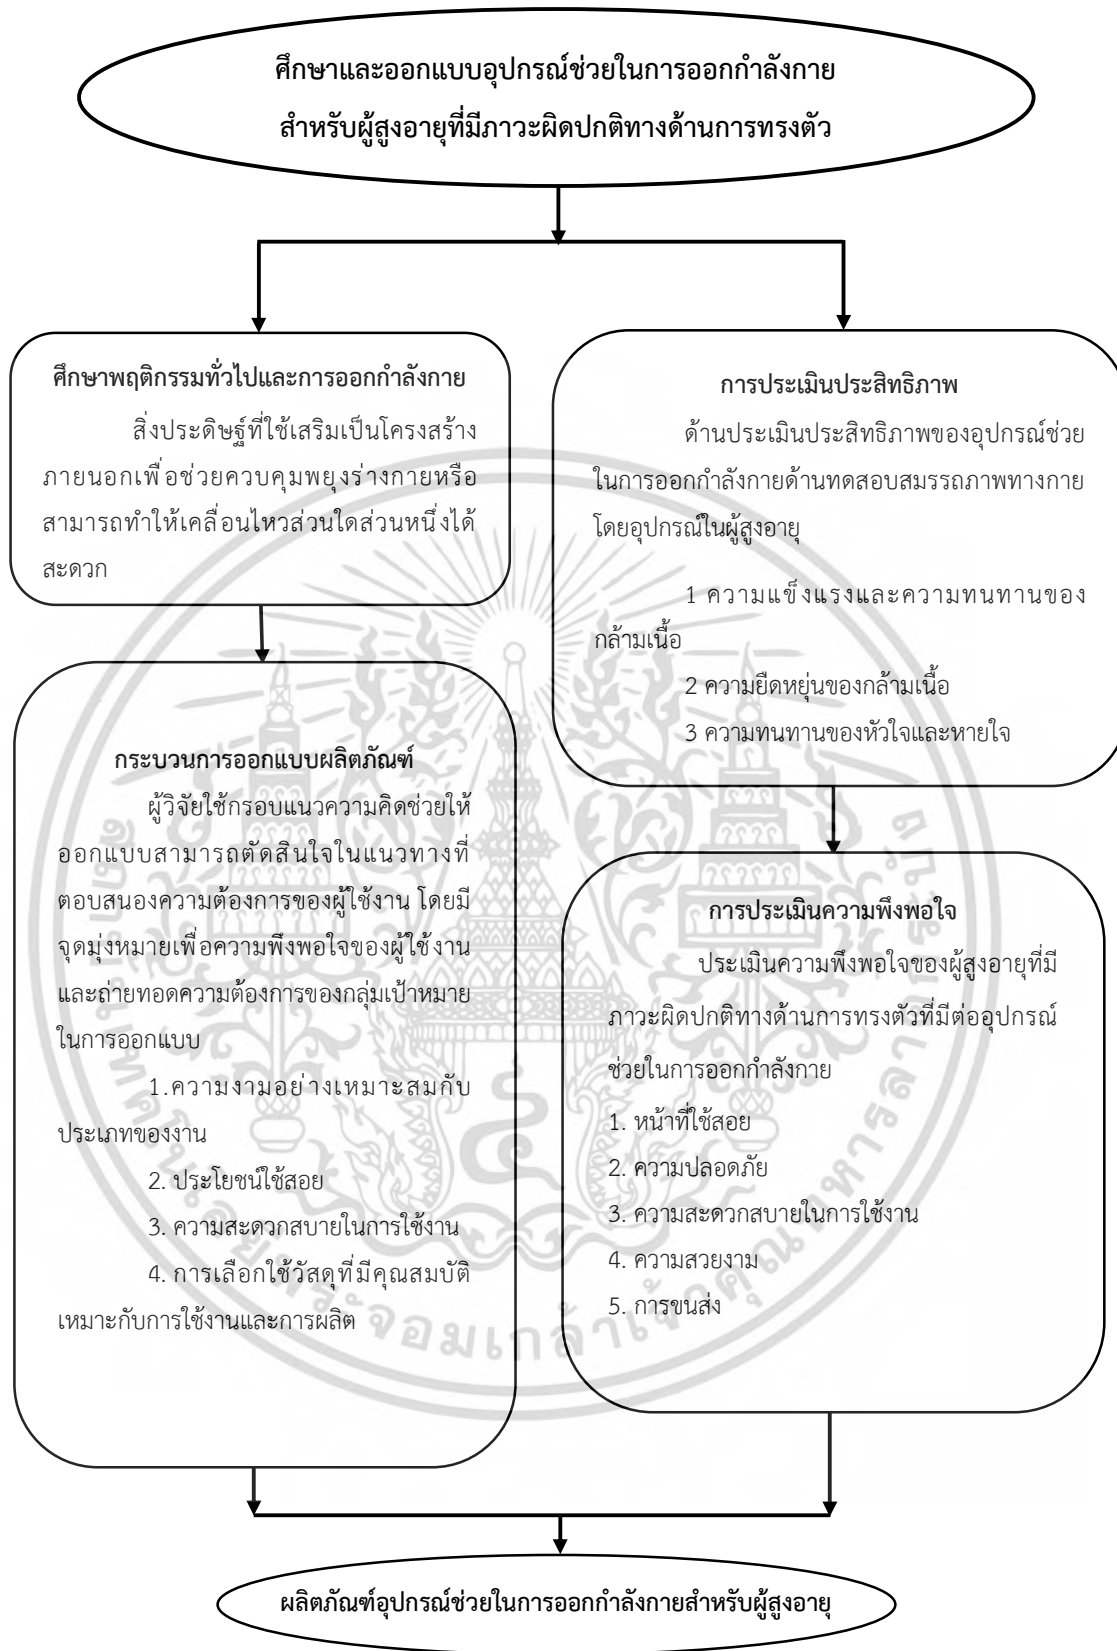 ศึกษาและออกแบบอุปกรณ์ช่วยในการออกกำลังกาย
สำหรับผู้สูงอายุที่มีภาวะผิดปกติทางด้านการทรงตัว
ศึกษาพฤติกรรมทั่วไปและการออกกำลังกาย
สิ่งประดิษฐ์ที่ใช้เสริมเป็นโครงสร้าง
ภายนอกเพื่อช่วยควบคุมพยุงร่างกายหรือ
สามารถทำให้เคลื่อนไหวส่วนใดส่วนหนึ่งได้
สะดวก
กระบวนการออกแบบผลิตภัณฑ์
ผู้วิจัยใช้กรอบแนวความคิดช่วยให้
ออกแบบสามารถตัดสินใจในแนวทางที่
ตอบสนองความต้องการของผู้ใช้งาน โดยมี
จุดมุ่งหมายเพื่อความพึงพอใจของผู้ใช้งาน
และถ่ายทอดความต้องการของกลุ่มเป้าหมาย
ในการออกแบบ
1.ความงามอย่างเหมาะสมกับ
ประเภทของงาน
2. ประโยชน์ใช้สอย
3. ความสะดวกสบายในการใช้งาน
4. การเลือกใช้วัสดุที่มีคุณสมบัติ
เหมาะกับการใช้งานและการผลิต
การประเมินประสิทธิภาพ
ด้านประเมินประสิทธิภาพของอุปกรณ์ช่วย
ในการออกกำลังกายด้านทดสอบสมรรถภาพทางกาย
โดยอุปกรณ์ในผู้สูงอายุ
1 ความแข็งแรงและความทนทานของ
กล้ามเนื้อ
2 ความยืดหยุ่นของกล้ามเนื้อ
3 ความทนทานของหัวใจและหายใจ
การประเมินความพึงพอใจ
ประเมินความพึงพอใจของผู้สูงอายุที่มี
ภาวะผิดปกติทางด้านการทรงตัวที่มีต่ออุปกรณ์
ช่วยในการออกกำลังกาย
1. หน้าที่ใช้สอย
2. ความปลอดภัย
3. ความสะดวกสบายในการใช้งาน
4. ความสวยงาม
5. การขนส่ง
ผลิตภัณฑ์อุปกรณ์ช่วยในการออกกำลังกายสำหรับผู้สูงอายุ